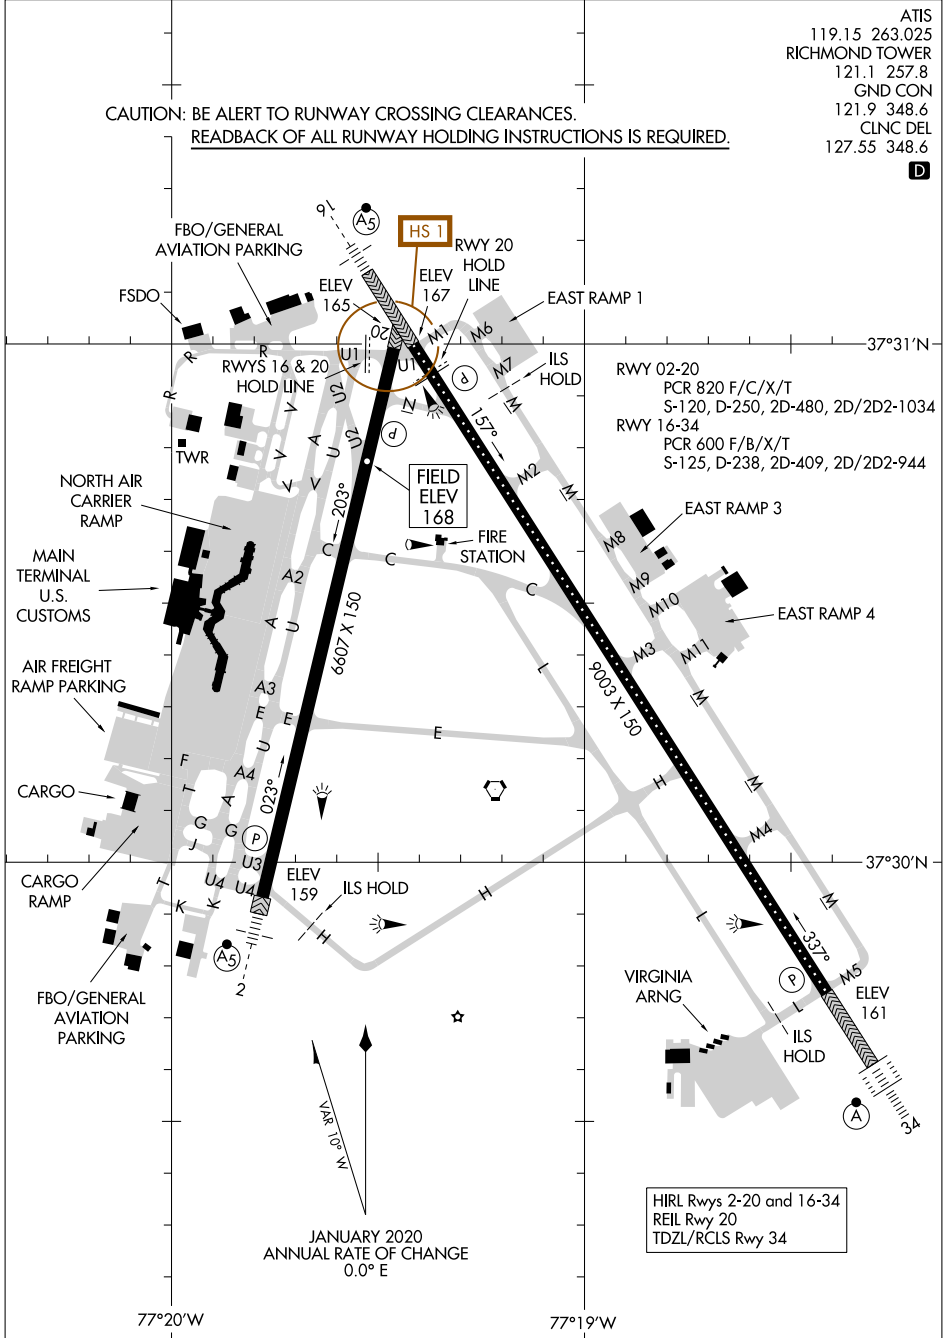 ATIS
119.15 263.025
RICHMOND TOWER
121.1 257.8
GND CON
121.9 348.6
CLNC DEL
127.55 348.6
D
CAUTION: BE ALERT TO RUNWAY CROSSING CLEARANCES.
READBACK OF ALL RUNWAY HOLDING INSTRUCTIONS IS REQUIRED.
16
A5
HS 1
FBO/GENERAL
AVIATION PARKING
RWY 20
HOLD
LINE
ELEV
165
ELEV
167
FSDO
EAST RAMP 1
20
M1
M6
37°31'N
R
R
U1
U1
RWYS 16 & 20
HOLD LINE
M7
ILS
HOLD
P
RWY 02-20
PCR 820 F/C/X/T
S-120, D-250, 2D-480, 2D/2D2-1034
RWY 16-34
PCR 600 F/B/X/T
S-125, D-238, 2D-409, 2D/2D2-944
R
V
V
U2
N
M
157°
A
U2
P
TWR
V
U
V
V
M2
M
NORTH AIR
CARRIER
RAMP
203°
FIELD
ELEV
168
EAST RAMP 3
FIRE
STATION
M8
C
C
C
MAIN
TERMINAL
U.S.
CUSTOMS
A2
M9
M10
EAST RAMP 4
A
U
6607 X 150
M3
M11
L
9003 X 150
AIR FREIGHT
RAMP PARKING
A3
M
E
E
E
U
F
A4
023°
H
M
CARGO
T
A
G
G
J
P
M4
37°30'N
U3
CARGO
RAMP
T
U4
U4
ELEV
159
ILS HOLD
H
M
K
K
H
L
337°
A5
2
VIRGINIA
ARNG
P
M5
ELEV
161
FBO/GENERAL
AVIATION
PARKING
L
ILS
HOLD
VAR 10° W
A
34
HIRL Rwys 2-20 and 16-34
REIL Rwy 20
TDZL/RCLS Rwy 34
JANUARY 2020
ANNUAL RATE OF CHANGE
0.0° E
77°20'W
77°19'W